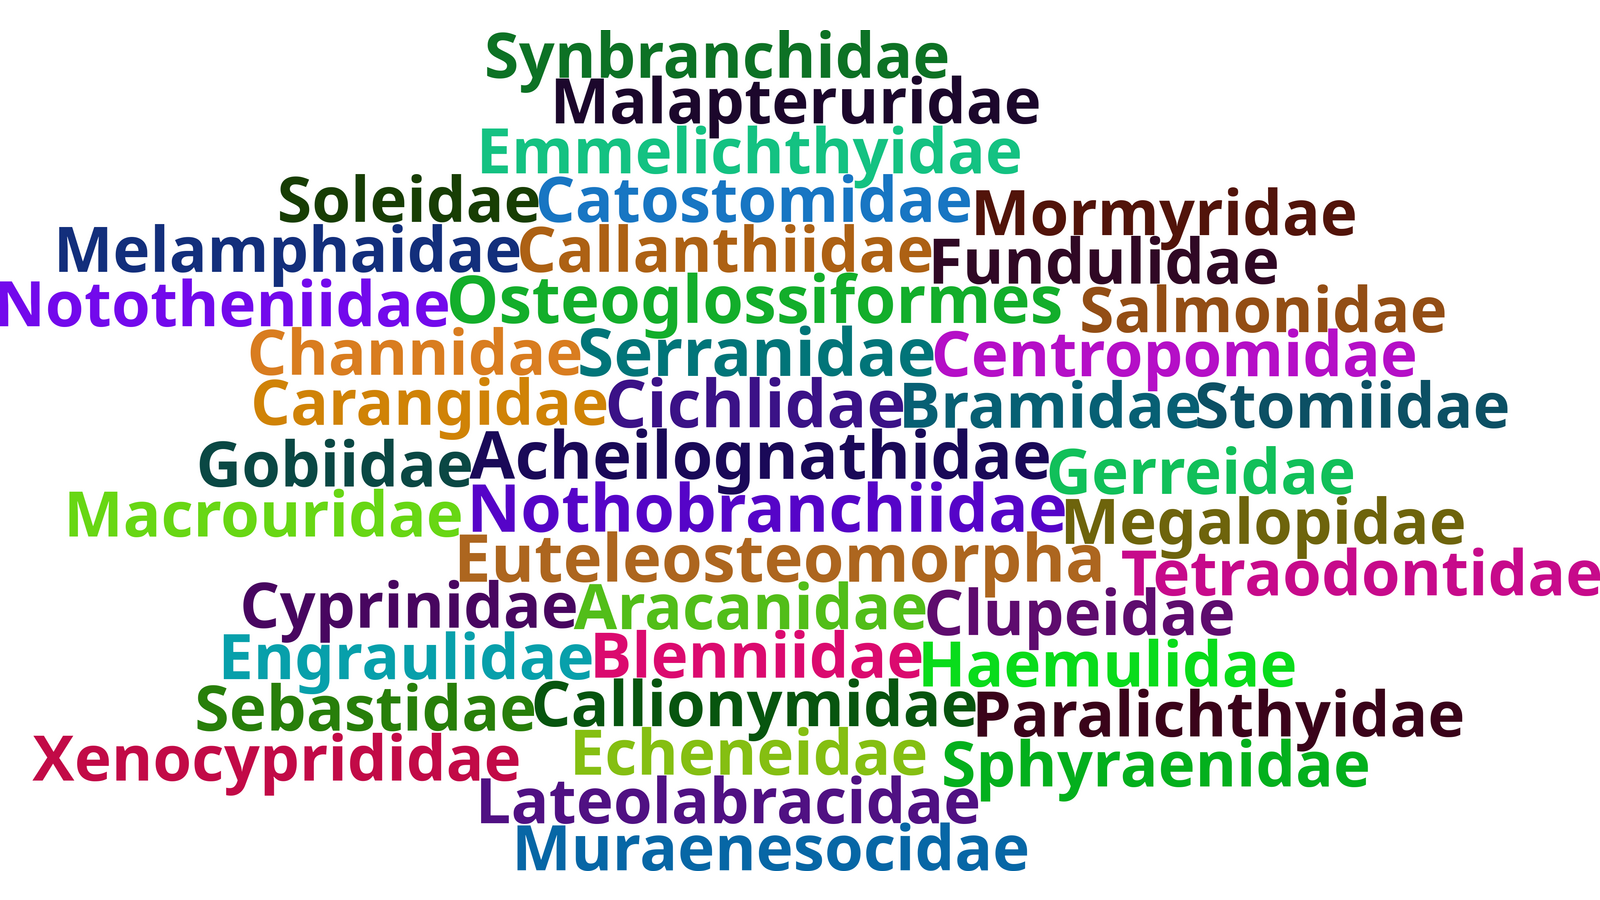 Synbranchidae
Malapteruridae
Emmelichthyidae
Soleidae Catostomidae Mormyridae
Melamphaidae Callanthiidae Fundulidae
Nototheniidae Osteoglossiformes Salmonidae
Channidae Serranidae Centropomidae
Carangidae Cichlidae Bramidae Stomiidae
Gobiidae Acheilognathidae Gerreidae
Macrouridae Nothobranchiidae Megalopidae
Euteleosteomorpha Tetraodontidae
Cyprinidae Aracanidae Clupeidae
Engraulidae Blenniidae Haemulidae
Sebastidae Callionymidae Paralichthyidae
Xenocyprididae Echeneidae Sphyraenidae
Lateolabracidae
Muraenesocidae